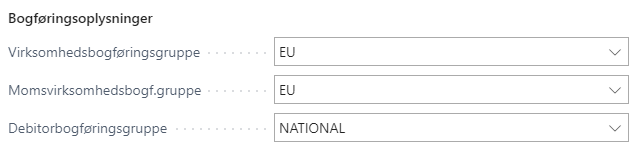 Bogføringsoplysninger
Virksomhedsbogføringsgruppe EU
Momsvirksomhedsbogf.gruppe EU
Debitorbogføringsgruppe NATIONAL